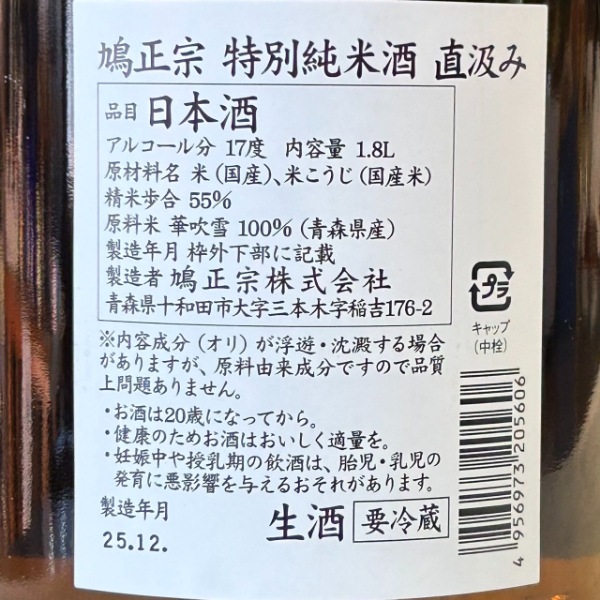 鳩正宗 特別純米酒 直汲み
品目 日本酒
アルコール分 17度 内容量 1.8L
原材料名 米(国産)、米こうじ(国産米)
精米歩合 55%
原料米 華吹雪 100%(青森県産)
製造年月 枠外下部に記載
製造者 鳩正宗株式会社
青森県十和田市大字三本木字稲吉176-2
プラ
キャップ
(中栓)
※内容成分(オリ)が浮遊・沈澱する場合
がありますが、原料由来成分ですので品質
上問題ありません。
・お酒は20歳になってから。
・健康のためお酒はおいしく適量を。
・妊娠中や授乳期の飲酒は、胎児・乳児の
発育に悪影響を与えるおそれがあります。
製造年月
25.12.
生酒 要冷蔵
4 956973 205606